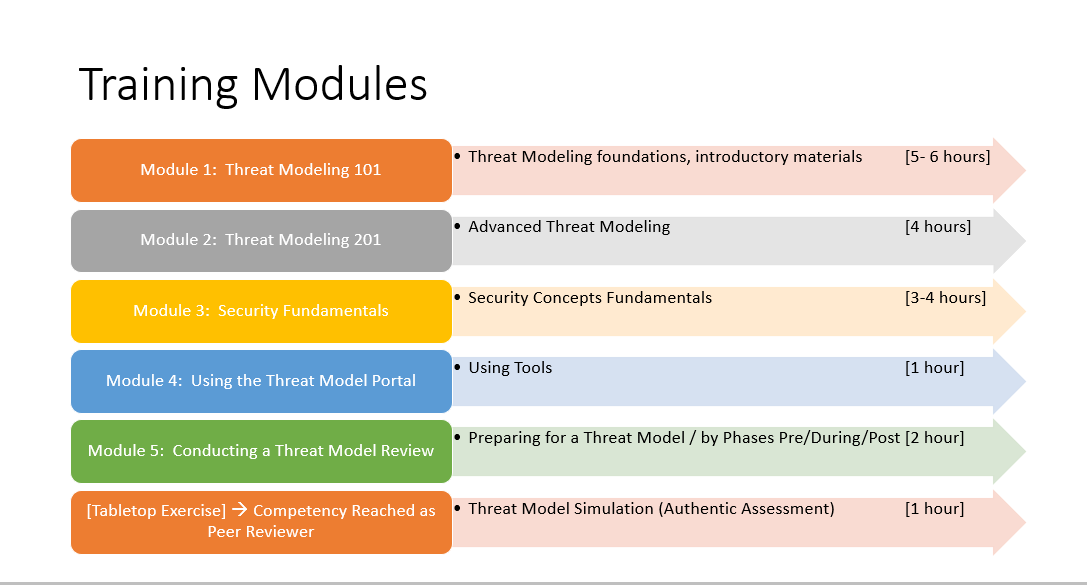 Training Modules
Module 1:  Threat Modeling 101
• Threat Modeling foundations, introductory materials [5- 6 hours]
Module 2:  Threat Modeling 201
• Advanced Threat Modeling [4 hours]
Module 3:  Security Fundamentals
• Security Concepts Fundamentals [3-4 hours]
Module 4:  Using the Threat Model Portal
• Using Tools [1 hour]
Module 5:  Conducting a Threat Model Review
• Preparing for a Threat Model / by Phases Pre/During/Post [2 hour]
[Tabletop Exercise] → Competency Reached as
Peer Reviewer
• Threat Model Simulation (Authentic Assessment) [1 hour]